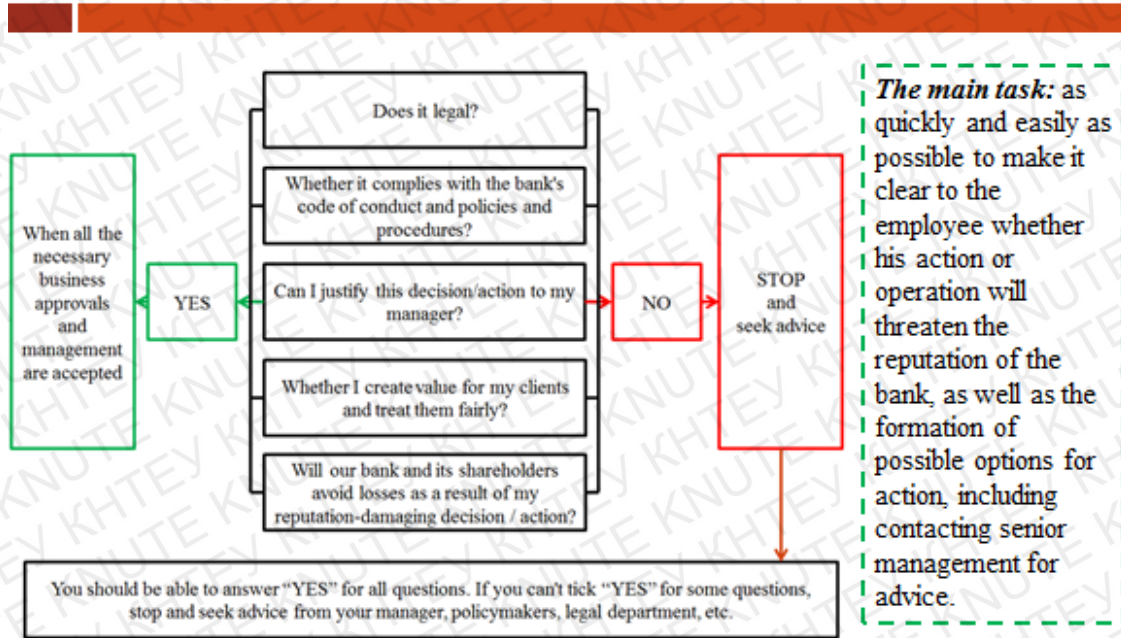 Does it legal?
Whether it complies with the bank's
code of conduct and policies and
procedures?
Can I justify this decision/action to my
manager?
Whether I create value for my clients
and treat them fairly?
Will our bank and its shareholders
avoid losses as a result of my
reputation-damaging decision / action?
YES
When all the
necessary
business
approvals
and
management
are accepted
NO
STOP
and
seek advice
You should be able to answer “YES” for all questions. If you can't tick “YES” for some questions,
stop and seek advice from your manager, policymakers, legal department, etc.
The main task: as
quickly and easily as
possible to make it
clear to the
employee whether
his action or
operation will
threaten the
reputation of the
bank, as well as the
formation of
possible options for
action, including
contacting senior
management for
advice.
KNUTE КНТЕУ